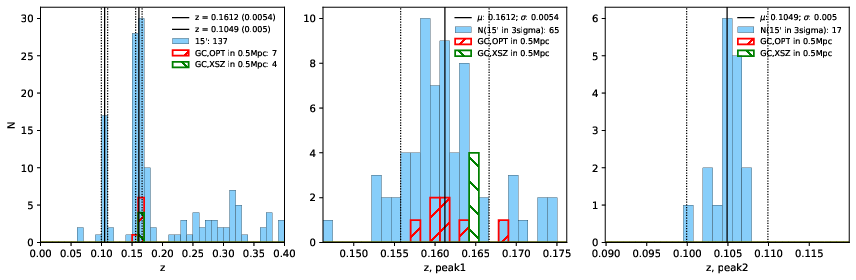 z = 0.1612 (0.0054)
z = 0.1049 (0.005)
15': 137
GC,OPT in 0.5Mpc: 7
GC,XSZ in 0.5Mpc: 4
N
30
25
20
15
10
5
0
0.00 0.05 0.10 0.15 0.20 0.25 0.30 0.35 0.40
z
μ: 0.1612; σ: 0.0054
N(15' in 3sigma): 65
GC,OPT in 0.5Mpc
GC,XSZ in 0.5Mpc
10
8
6
4
2
0
0.150 0.155 0.160 0.165 0.170 0.175
z, peak1
μ: 0.1049; σ: 0.005
N(15' in 3sigma): 17
GC,OPT in 0.5Mpc
GC,XSZ in 0.5Mpc
6
5
4
3
2
1
0
0.090 0.095 0.100 0.105 0.110 0.115
z, peak2